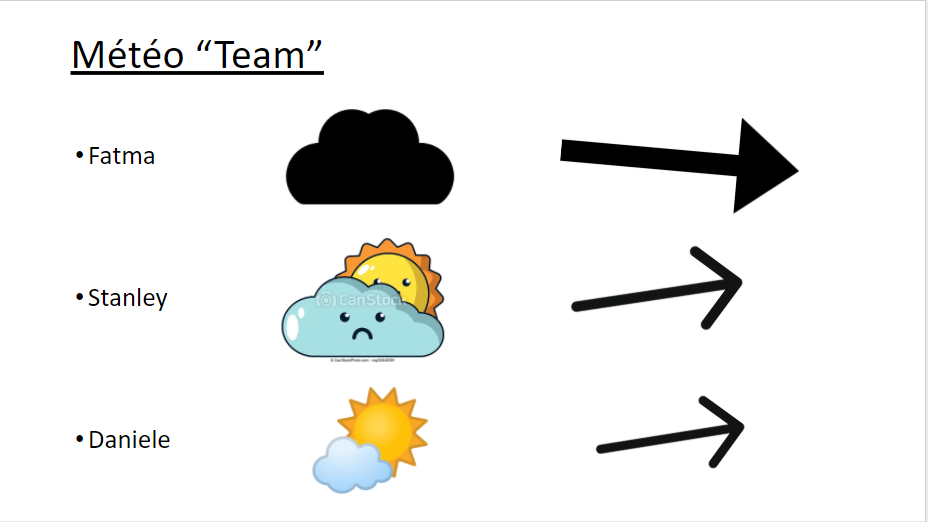 Météo “Team”
• Fatma
• Stanley
• Daniele